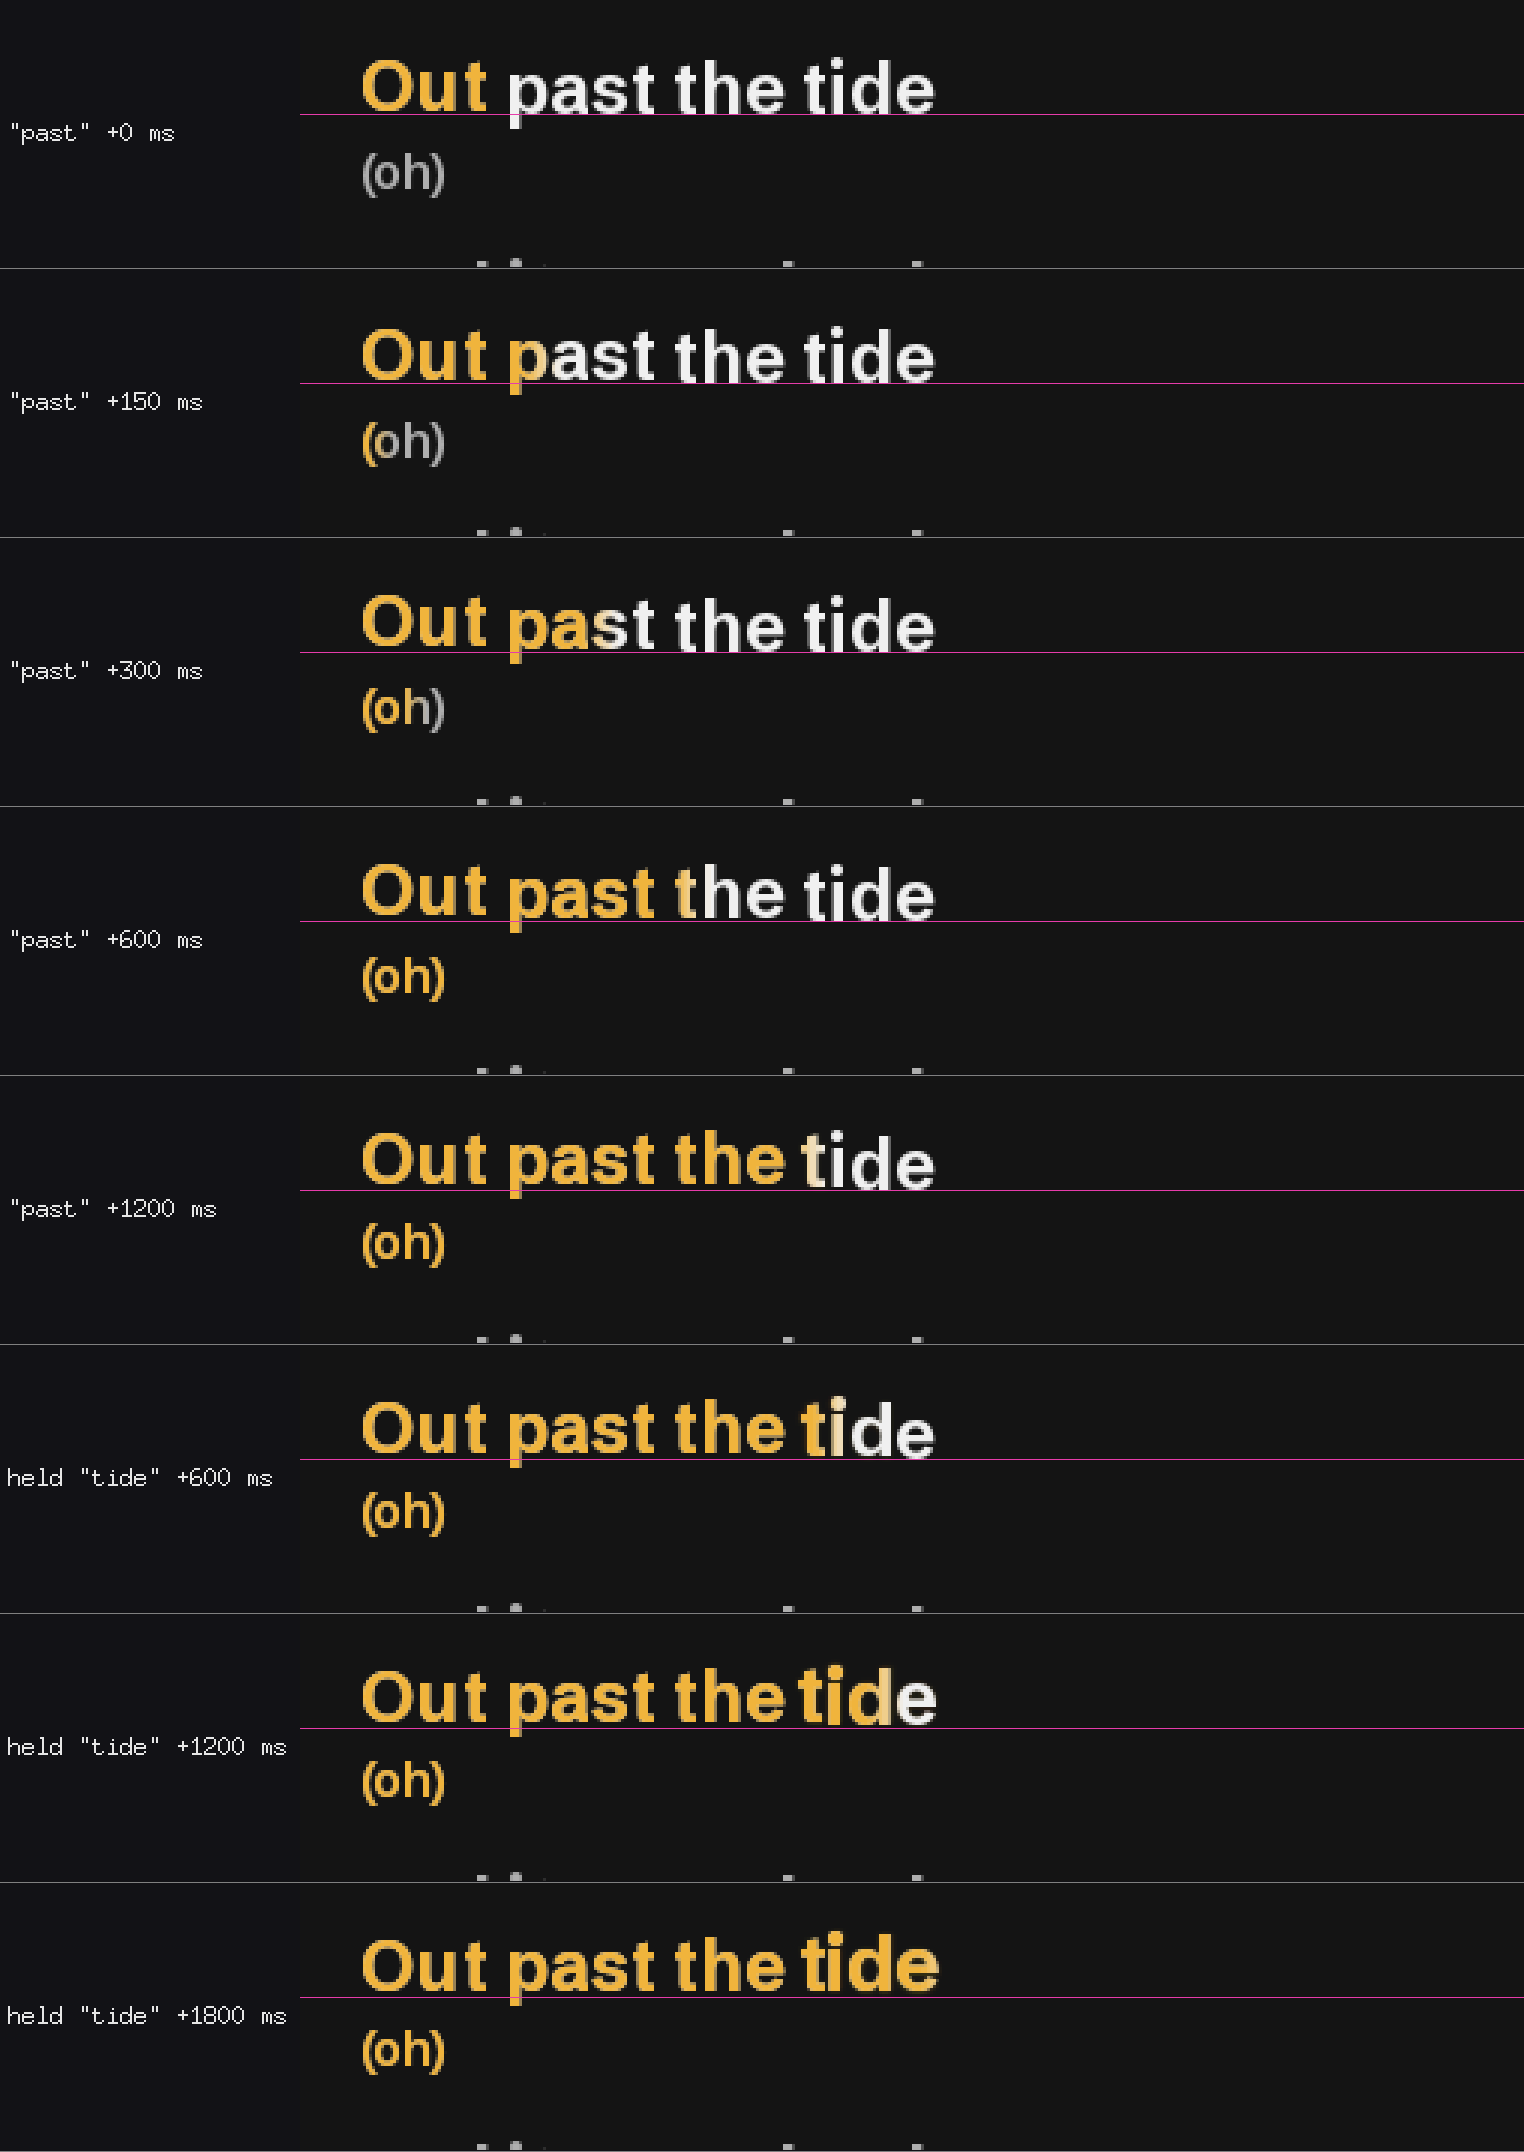 Out past the tide
"past" +0 ms
(oh)
Out past the tide
"past" +150 ms
(oh)
Out past the tide
"past" +300 ms
(oh)
Out past the tide
"past" +600 ms
(oh)
Out past the tide
"past" +1200 ms
(oh)
Out past the tide
held "tide" +600 ms
(oh)
Out past the tide
held "tide" +1200 ms
(oh)
Out past the tide
held "tide" +1800 ms
(oh)